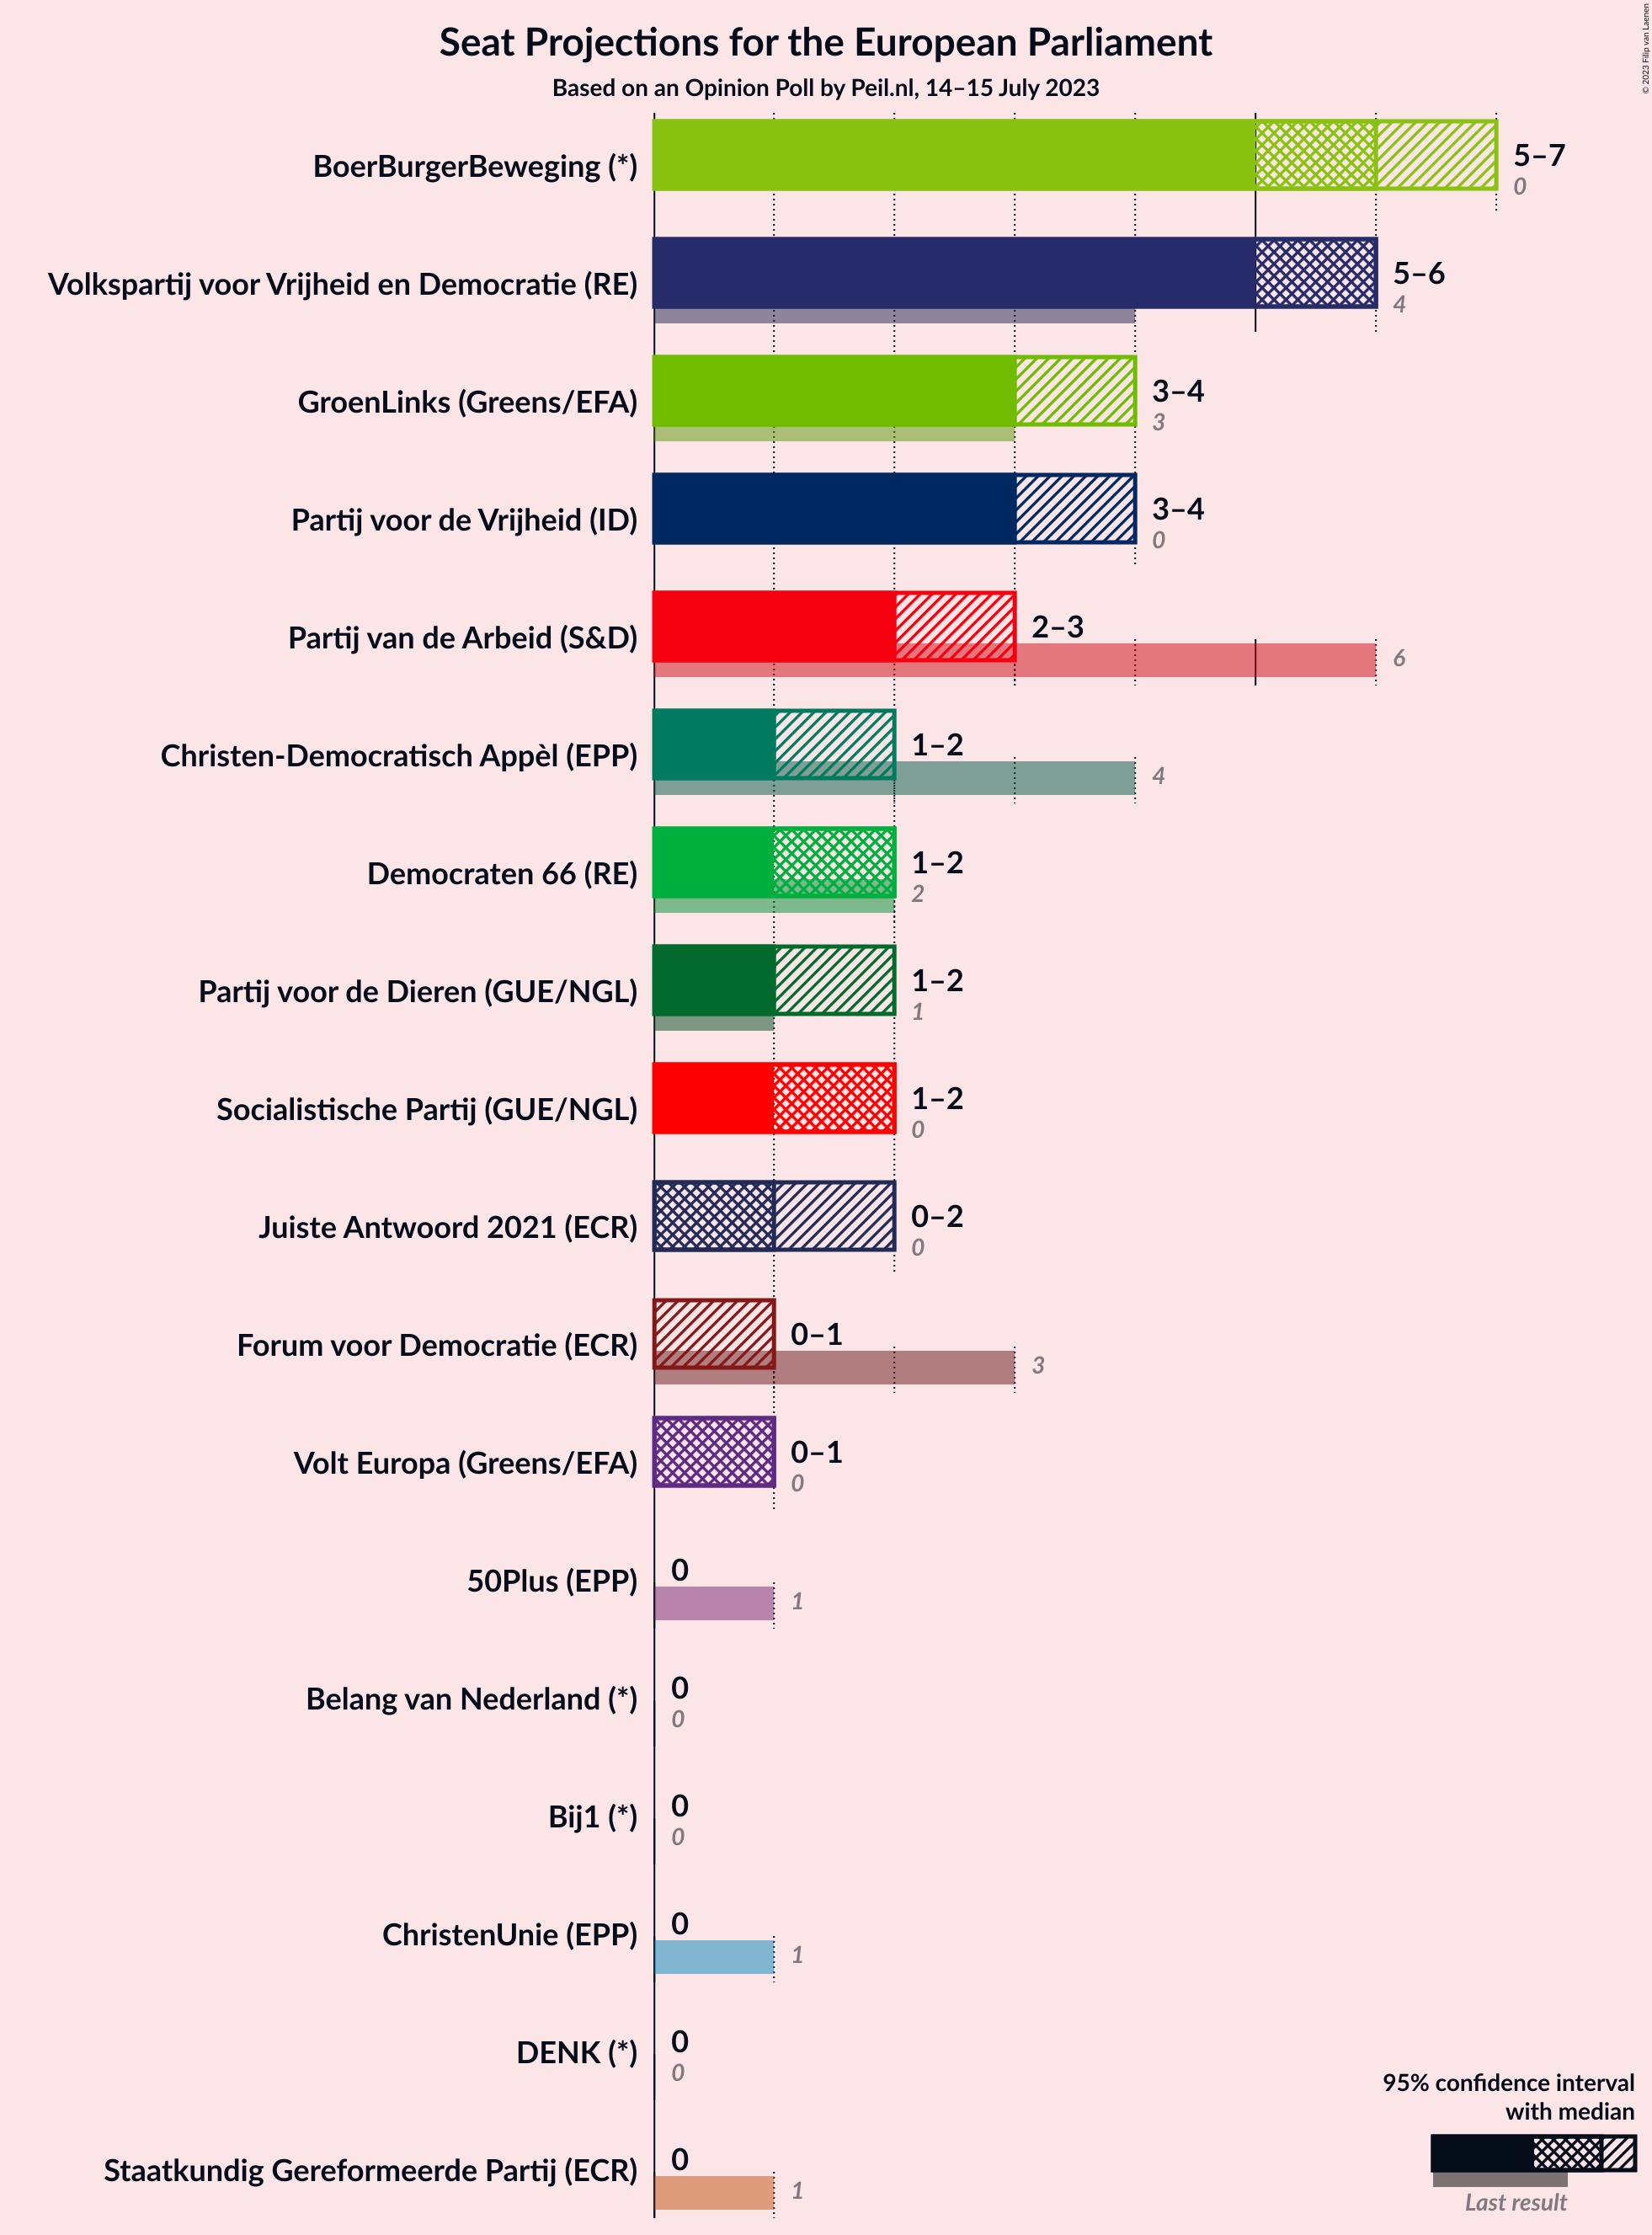 Seat Projections for the European Parliament
Based on an Opinion Poll by Peil.nl, 14–15 July 2023
© 2023 Filip van Laenen
BoerBurgerBeweging (*)
5–7
0
Volkspartij voor Vrijheid en Democratie (RE)
5–6
4
GroenLinks (Greens/EFA)
3–4
3
Partij voor de Vrijheid (ID)
3–4
0
Partij van de Arbeid (S&D)
2–3
6
Christen-Democratisch Appèl (EPP)
1–2
4
Democraten 66 (RE)
1–2
2
Partij voor de Dieren (GUE/NGL)
1–2
1
Socialistische Partij (GUE/NGL)
1–2
0
Juiste Antwoord 2021 (ECR)
0–2
0
Forum voor Democratie (ECR)
0–1
3
Volt Europa (Greens/EFA)
0–1
0
50Plus (EPP)
0
1
Belang van Nederland (*)
0
0
Bij1 (*)
0
0
ChristenUnie (EPP)
0
1
DENK (*)
0
0
Staatkundig Gereformeerde Partij (ECR)
0
1
95% confidence interval
with median
Last result